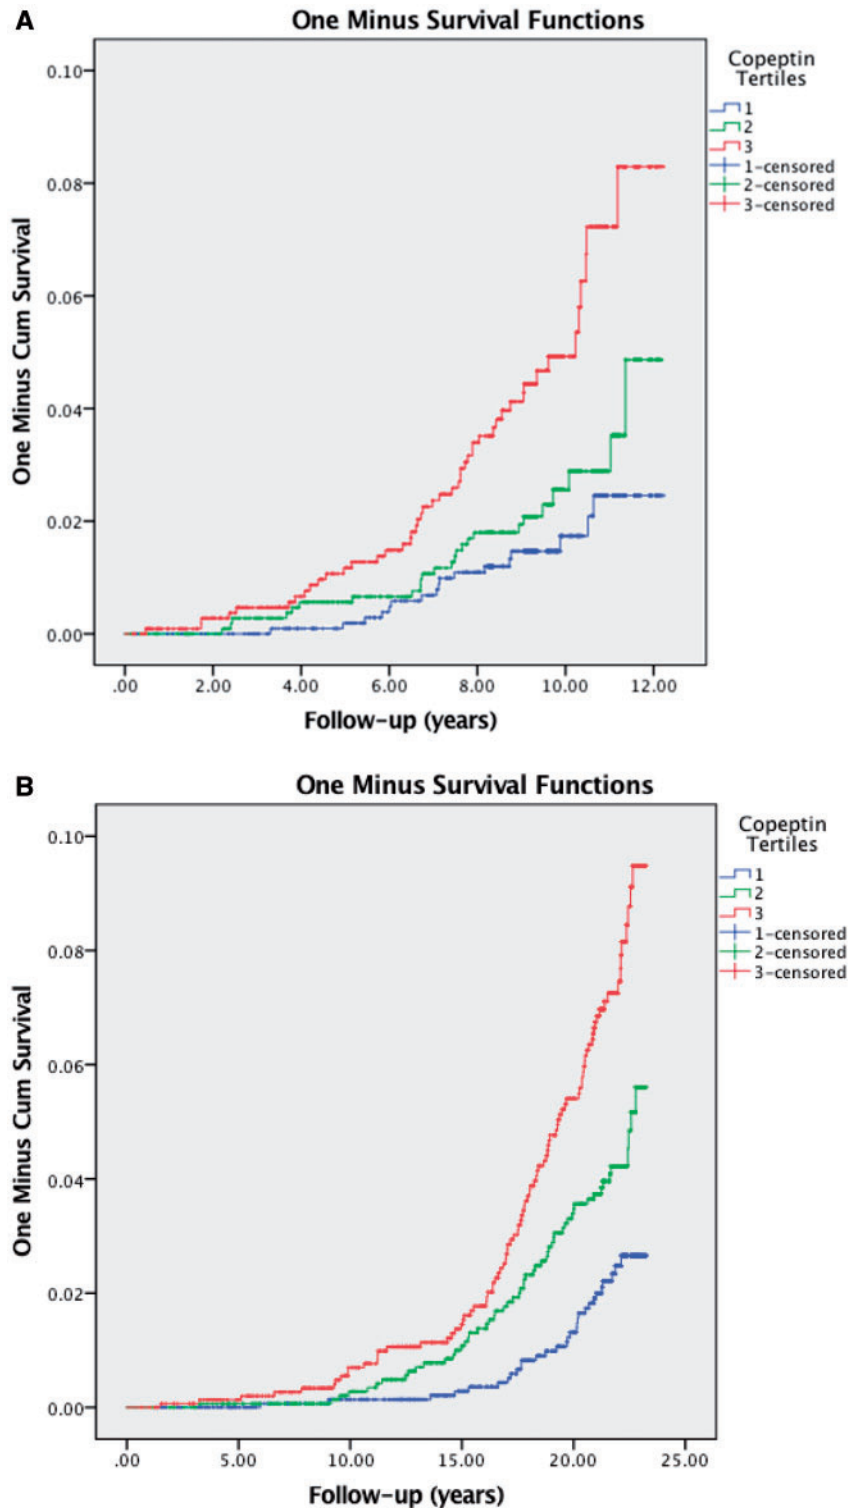 A
One Minus Survival Functions
Copeptin
Tertiles
1
2
3
1-censored
2-censored
3-censored
One Minus Cum Survival
0.10
0.08
0.06
0.04
0.02
0.00
.00 2.00 4.00 6.00 8.00 10.00 12.00
Follow-up (years)
B
One Minus Survival Functions
Copeptin
Tertiles
1
2
3
1-censored
2-censored
3-censored
One Minus Cum Survival
0.10
0.08
0.06
0.04
0.02
0.00
.00 5.00 10.00 15.00 20.00 25.00
Follow-up (years)